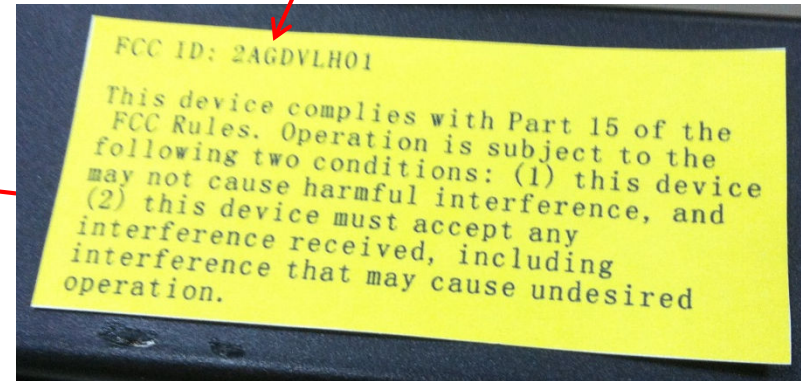 FCC ID: 2AGDVLH01
This device complies with Part 15 of the
FCC Rules. Operation is subject to the
following two conditions: (1) this device
may not cause harmful interference, and
(2) this device must accept any
interference received, including
interference that may cause undesired
operation.